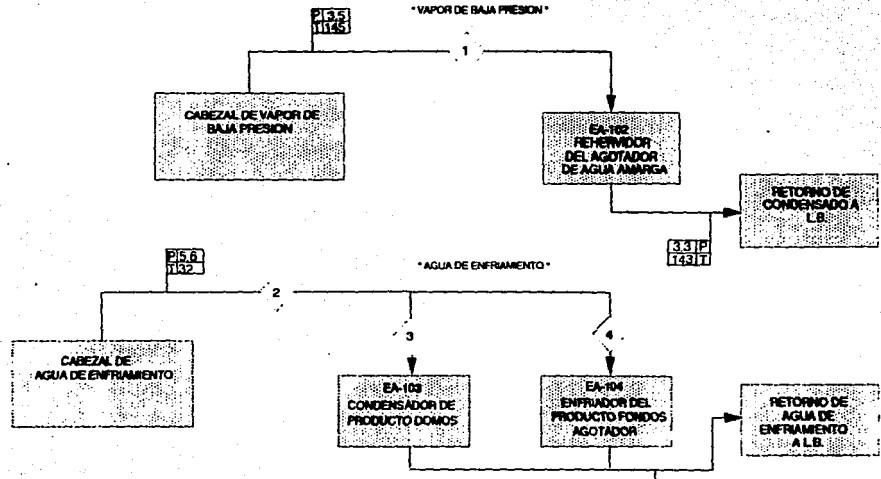 " VAPOR DE BAJA PRESION "
P 3.5
T 145
1
CABEZAL DE VAPOR DE
BAJA PRESION
EA-102
REHERVIDOR
DEL AGOTADOR
DE AGUA AMARGA
RETORNO DE
CONDENSADO A
L.B.
3.3 P
143 T
P 5.6
T 32
" AGUA DE ENFRIAMIENTO "
2
3
4
CABEZAL DE
AGUA DE ENFRIAMIENTO
EA-103
CONDENSADOR DE
PRODUCTO DOMOS
EA-104
ENFRIADOR DEL
PRODUCTO FONDOS
AGOTADOR
RETORNO DE
AGUA DE
ENFRIAMIENTO
A L.B.